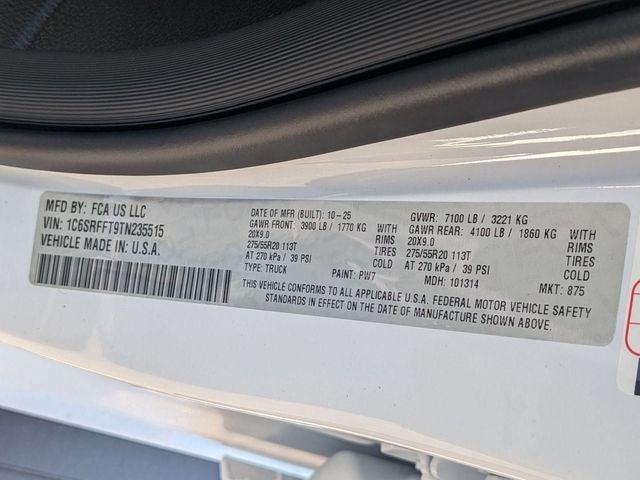 MFD BY: FCA US LLC
VIN: 1C6SRFFT9TN235515
VEHICLE MADE IN: U.S.A.
DATE OF MFR (BUILT): 10-25
GAWR FRONT: 3900 LB / 1770 KG WITH
20X9.0 RIMS
275/55R20 113T TIRES
AT 270 kPa / 39 PSI COLD
TYPE: TRUCK PAINT: PW7
GVWR: 7100 LB / 3221 KG
GAWR REAR: 4100 LB / 1860 KG WITH
20X9.0 RIMS
275/55R20 113T TIRES
AT 270 kPa / 39 PSI COLD
MDH: 101314 MKT: 875
THIS VEHICLE CONFORMS TO ALL APPLICABLE U.S.A. FEDERAL MOTOR VEHICLE SAFETY
STANDARDS IN EFFECT ON THE DATE OF MANUFACTURE SHOWN ABOVE.